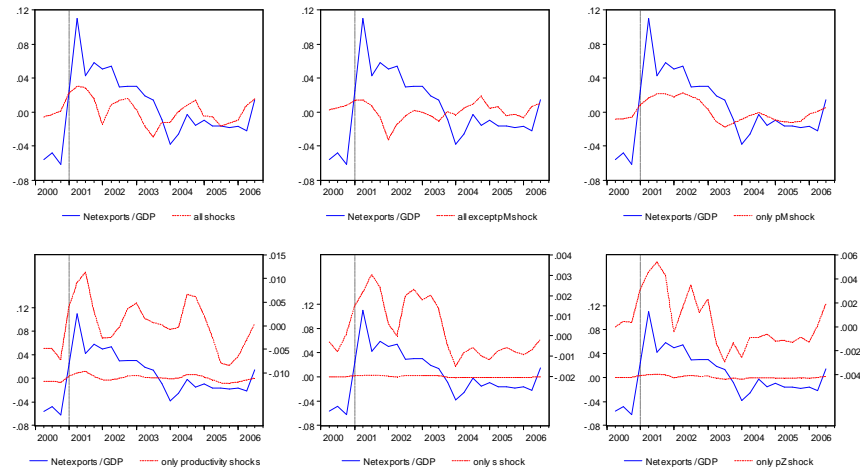 .12 .12 .12
.08 .08 .08
.04 .04 .04
.00 .00 .00
-.04 -.04 -.04
-.08 -.08 -.08
2000 2001 2002 2003 2004 2005 2006 2000 2001 2002 2003 2004 2005 2006 2000 2001 2002 2003 2004 2005 2006
Netexports/GDP all shocks Netexports/GDP all exceptpM shock Netexports/GDP only pM shock
.015 .004 .006
.010 .003 .004
.12 .005 .12 .002 .12 .002
.08 .000 .08 .001 .08 .000
.04 -.005 .04 .000 .04 -.002
.00 -.010 .00 -.001 .00 -.004
-.04 -.04 -.002 -.04
-.08 -.08 -.08
2000 2001 2002 2003 2004 2005 2006 2000 2001 2002 2003 2004 2005 2006 2000 2001 2002 2003 2004 2005 2006
Netexports/GDP only productivity shocks Netexports/GDP only s shock Netexports/GDP only pZ shock